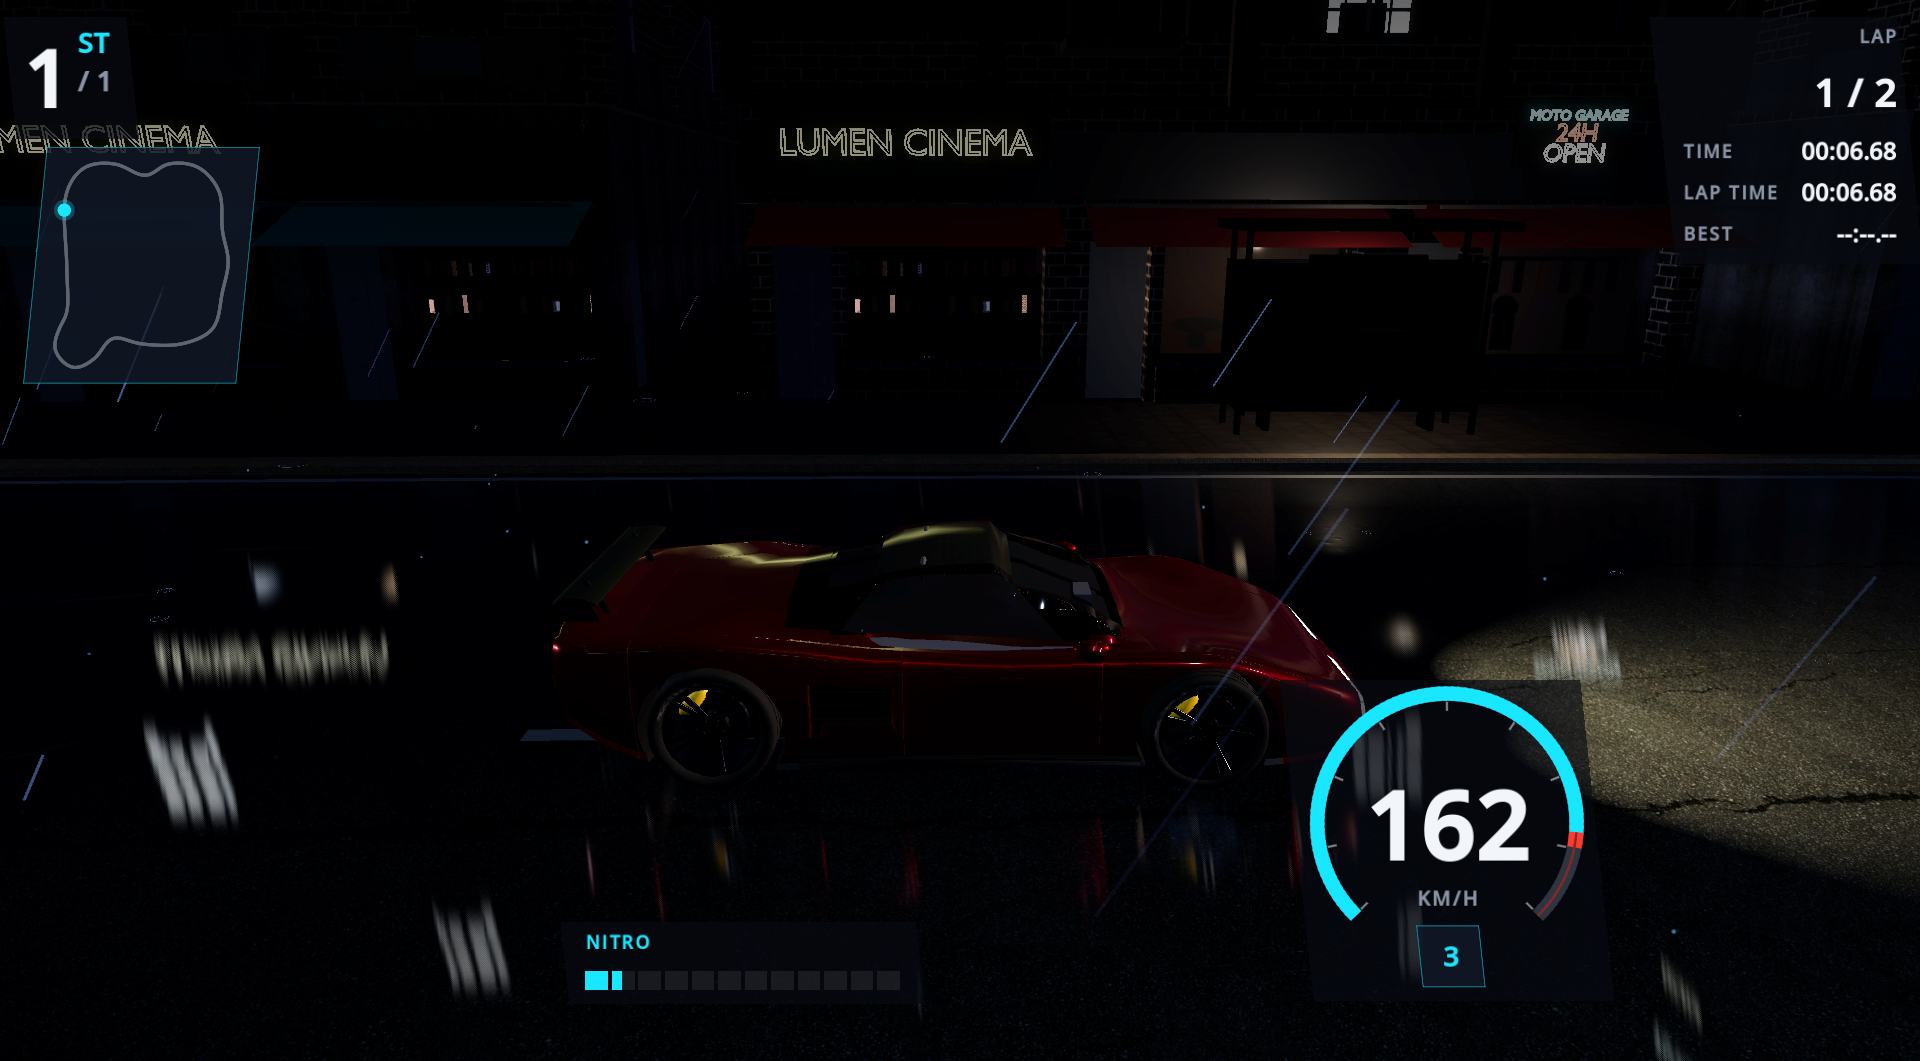 1 ST
/ 1
LAP
1 / 2
TIME 00:06.68
LAP TIME 00:06.68
BEST --:--.--
MEN CINEMA
LUMEN CINEMA
MOTO GARAGE
24H
OPEN
162
KM/H
3
NITRO